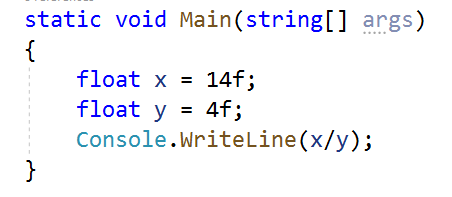 static void Main(string[] args)
{
    float x = 14f;
    float y = 4f;
    Console.WriteLine(x/y);
}